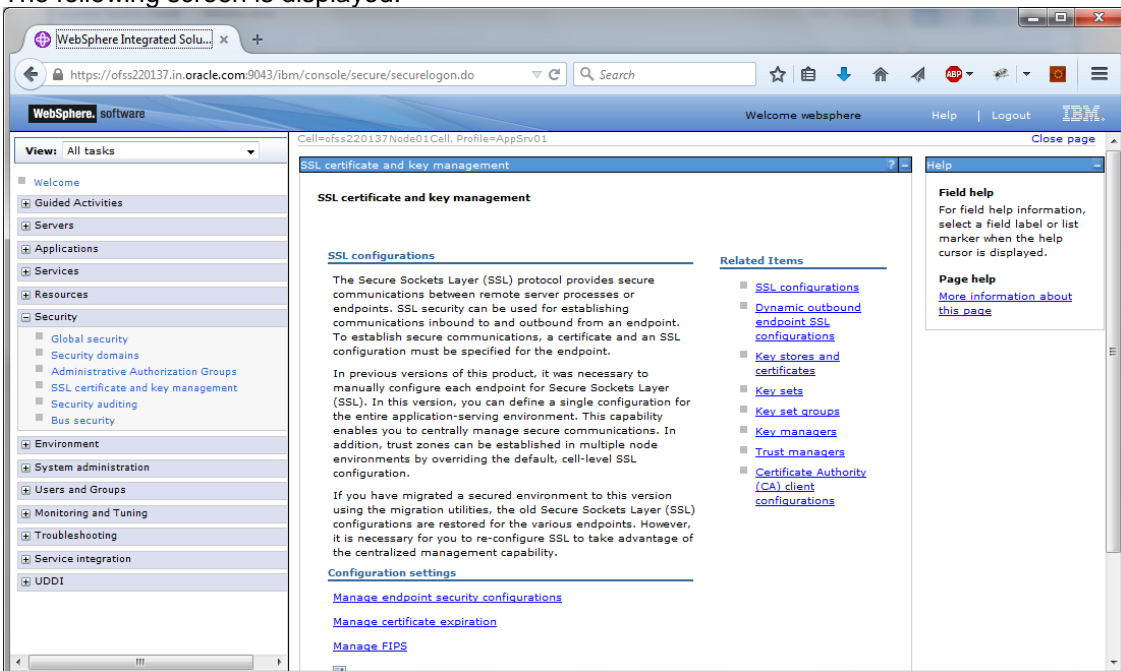 The following screen is displayed:
WebSphere Integrated Solu... × +
https://ofss220137.in.oracle.com:9043/ibm/console/secure/securelogon.do
Search
ABP
WebSphere. software
Welcome websphere
Help | Logout
IBM.
View: All tasks
Welcome
Guided Activities
Servers
Applications
Services
Resources
Security
Global security
Security domains
Administrative Authorization Groups
SSL certificate and key management
Security auditing
Bus security
Environment
System administration
Users and Groups
Monitoring and Tuning
Troubleshooting
Service integration
UDDI
Cell=ofss220137Node01Cell, Profile=AppSrv01
Close page
SSL certificate and key management ? -
SSL certificate and key management
SSL configurations
The Secure Sockets Layer (SSL) protocol provides secure
communications between remote server processes or
endpoints. SSL security can be used for establishing
communications inbound to and outbound from an endpoint.
To establish secure communications, a certificate and an SSL
configuration must be specified for the endpoint.
In previous versions of this product, it was necessary to
manually configure each endpoint for Secure Sockets Layer
(SSL). In this version, you can define a single configuration for
the entire application-serving environment. This capability
enables you to centrally manage secure communications. In
addition, trust zones can be established in multiple node
environments by overriding the default, cell-level SSL
configuration.
If you have migrated a secured environment to this version
using the migration utilities, the old Secure Sockets Layer (SSL)
configurations are restored for the various endpoints. However,
it is necessary for you to re-configure SSL to take advantage of
the centralized management capability.
Configuration settings
Manage endpoint security configurations
Manage certificate expiration
Manage FIPS
Related Items
SSL configurations
Dynamic outbound
endpoint SSL
configurations
Key stores and
certificates
Key sets
Key set groups
Key managers
Trust managers
Certificate Authority
(CA) client
configurations
Help -
Field help
For field help information,
select a field label or list
marker when the help
cursor is displayed.
Page help
More information about
this page